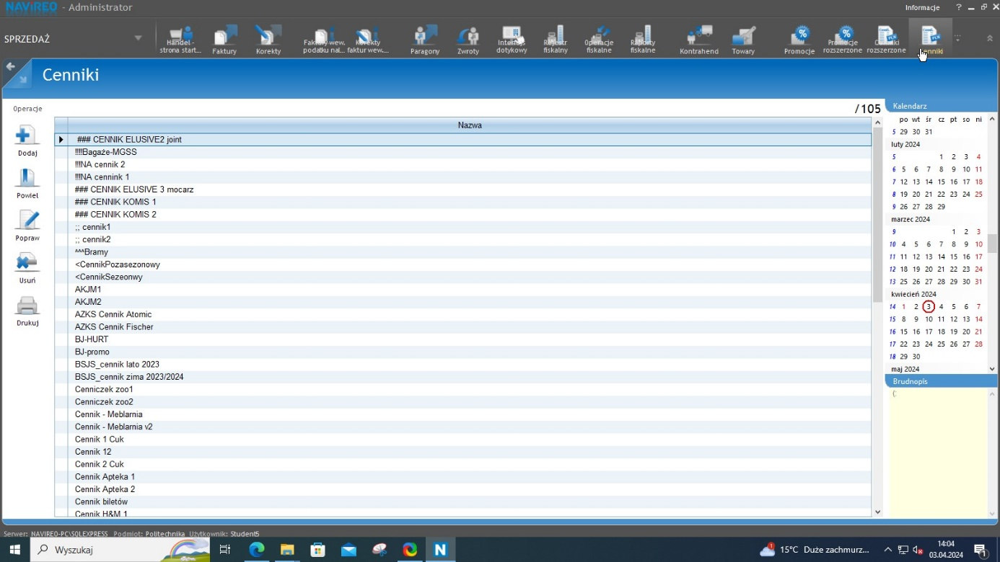 NAVIREO - Administrator
Informacje ?
SPRZEDAŻ
Handel - strona start...
Faktury
Korekty
Faktury wew. podatku nal...
Korekty faktur wew....
Paragony
Zwroty
Interfejs dotykowy
Rejestr fiskalny
Operacje fiskalne
Raporty fiskalne
Kontrahend
Towary
Promocje
Promocje rozszerzone
Cenniki rozszerzone
Cenniki
Cenniki
Operacje
Dodaj
Powiel
Popraw
Usuń
Drukuj
/105
Nazwa
### CENNIK ELUSIVE2 joint
!!!!Bagaże-MGSS
!!!NA cennik 2
!!!NA cennink 1
### CENNIK ELUSIVE 3 mocarz
### CENNIK KOMIS 1
### CENNIK KOMIS 2
;; cennik1
;; cennik2
^^^Bramy
<CennikPozasezonowy
<CennikSezeonwy
AKJM1
AKJM2
AZKS Cennik Atomic
AZKS Cennik Fischer
BJ-HURT
BJ-promo
BSJS_cennik lato 2023
BSJS_cennik zima 2023/2024
Cenniczek zoo1
Cenniczek zoo2
Cennik - Meblarnia
Cennik - Meblarnia v2
Cennik 1 Cuk
Cennik 12
Cennik 2 Cuk
Cennik Apteka 1
Cennik Apteka 2
Cennik biletów
Cennik H&M 1
Kalendarz
po wt śr cz pt so ni
5 29 30 31
luty 2024
5 1 2 3 4
6 5 6 7 8 9 10 11
7 12 13 14 15 16 17 18
8 19 20 21 22 23 24 25
9 26 27 28 29
marzec 2024
9 1 2 3
10 4 5 6 7 8 9 10
11 11 12 13 14 15 16 17
12 18 19 20 21 22 23 24
13 25 26 27 28 29 30 31
kwiecień 2024
14 1 2 3 4 5 6 7
15 8 9 10 11 12 13 14
16 15 16 17 18 19 20 21
17 22 23 24 25 26 27 28
18 29 30
maj 2024
Brudnopis
(:
Serwer: NAVIREO-PC\SQLEXPRESS Podmiot: Politechnika Użytkownik: Student5
Wyszukaj
N
1
15°C Duże zachmurz...
14:04
03.04.2024
1